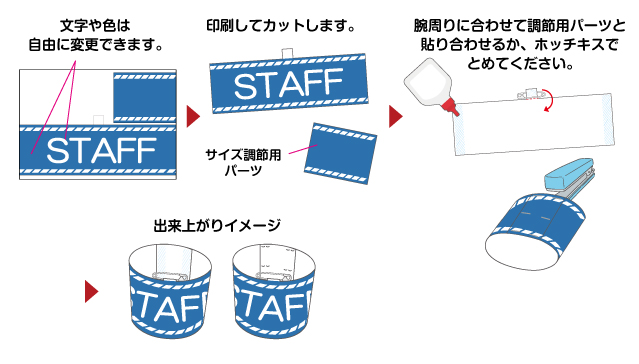 文字や色は
自由に変更できます。
STAFF
印刷してカットします。
STAFF
サイズ調節用
パーツ
腕周りに合わせて調節用パーツと
貼り合わせるか、ホッチキスで
とめてください。
出来上がりイメージ
STAFF
STAFF